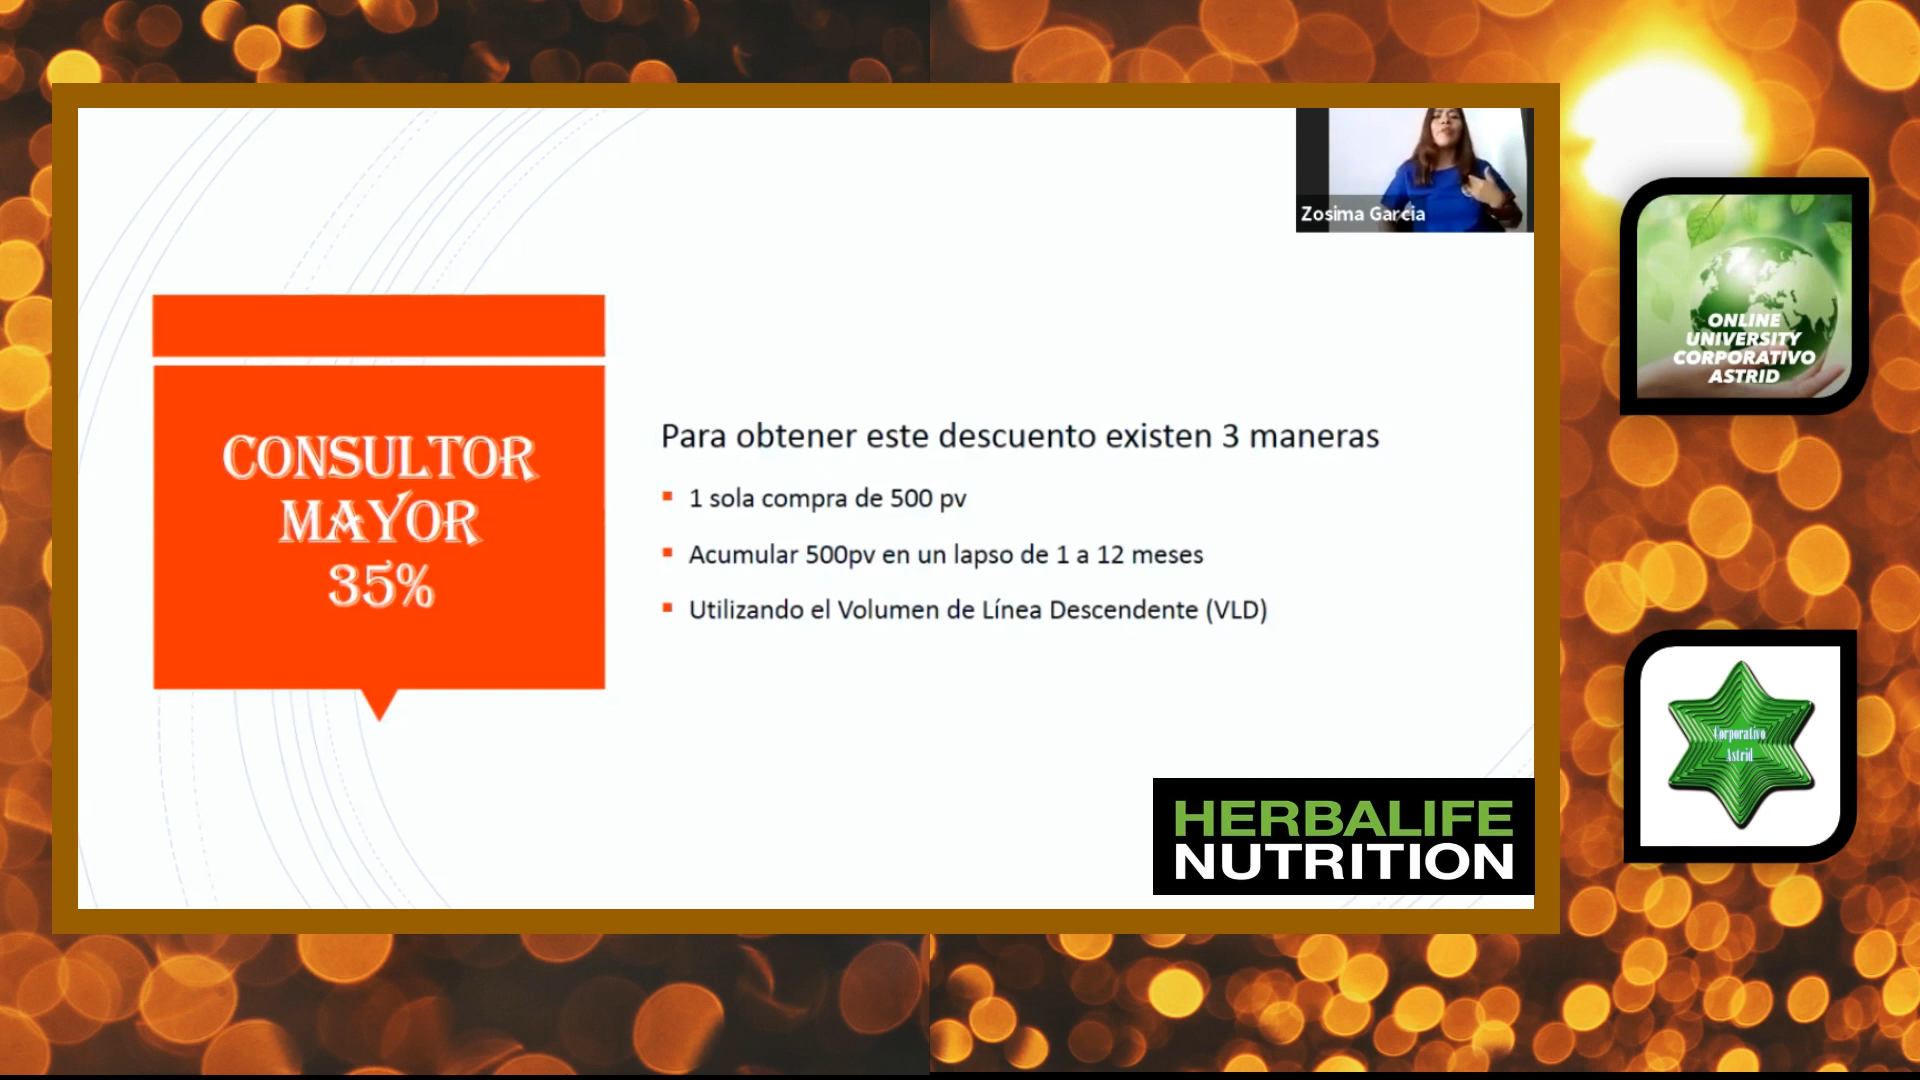 Zosima Garcia
CONSULTOR
MAYOR
35%
Para obtener este descuento existen 3 maneras
1 sola compra de 500 pv
Acumular 500pv en un lapso de 1 a 12 meses
Utilizando el Volumen de Línea Descendente (VLD)
HERBALIFE
NUTRITION
ONLINE
UNIVERSITY
CORPORATIVO
ASTRID
Corporativo
Astrid